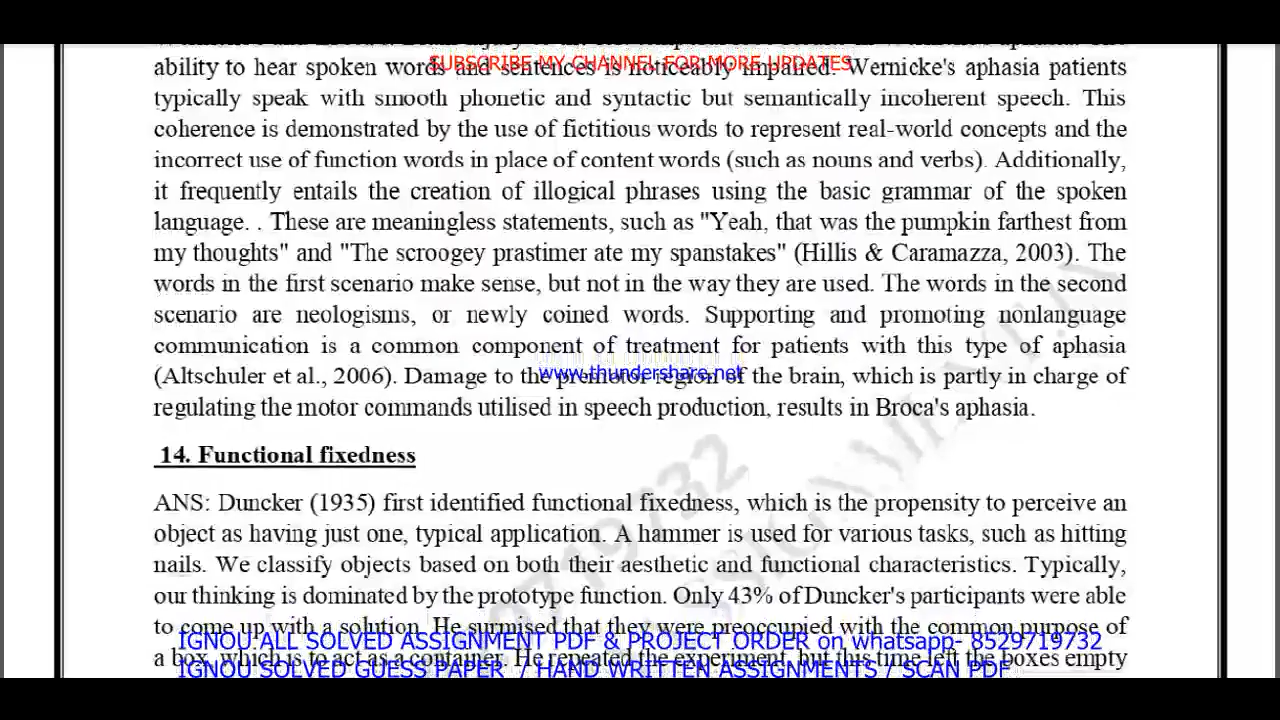 SUBSCRIBE MY CHANNEL FOR MORE UPDATES
ability to hear spoken words and sentences is noticeably impaired. Wernicke's aphasia patients
typically speak with smooth phonetic and syntactic but semantically incoherent speech. This
coherence is demonstrated by the use of fictitious words to represent real-world concepts and the
incorrect use of function words in place of content words (such as nouns and verbs). Additionally,
it frequently entails the creation of illogical phrases using the basic grammar of the spoken
language. . These are meaningless statements, such as "Yeah, that was the pumpkin farthest from
my thoughts" and "The scroogey prastimer ate my spanstakes" (Hillis & Caramazza, 2003). The
words in the first scenario make sense, but not in the way they are used. The words in the second
scenario are neologisms, or newly coined words. Supporting and promoting nonlanguage
communication is a common component of treatment for patients with this type of aphasia
www.thundershare.net
(Altschuler et al., 2006). Damage to the premotor region of the brain, which is partly in charge of
regulating the motor commands utilised in speech production, results in Broca's aphasia.
14. Functional fixedness
ANS: Duncker (1935) first identified functional fixedness, which is the propensity to perceive an
object as having just one, typical application. A hammer is used for various tasks, such as hitting
nails. We classify objects based on both their aesthetic and functional characteristics. Typically,
our thinking is dominated by the prototype function. Only 43% of Duncker's participants were able
to come up with a solution. He surmised that they were preoccupied with the common purpose of
IGNOU ALL SOLVED ASSIGNMENT PDF & PROJECT ORDER on whatsapp- 8529719732
a box, which is to act as a container. He repeated the experiment, but this time left the boxes empty
IGNOU SOLVED GUESS PAPER / HAND WRITTEN ASSIGNMENTS / SCAN PDF